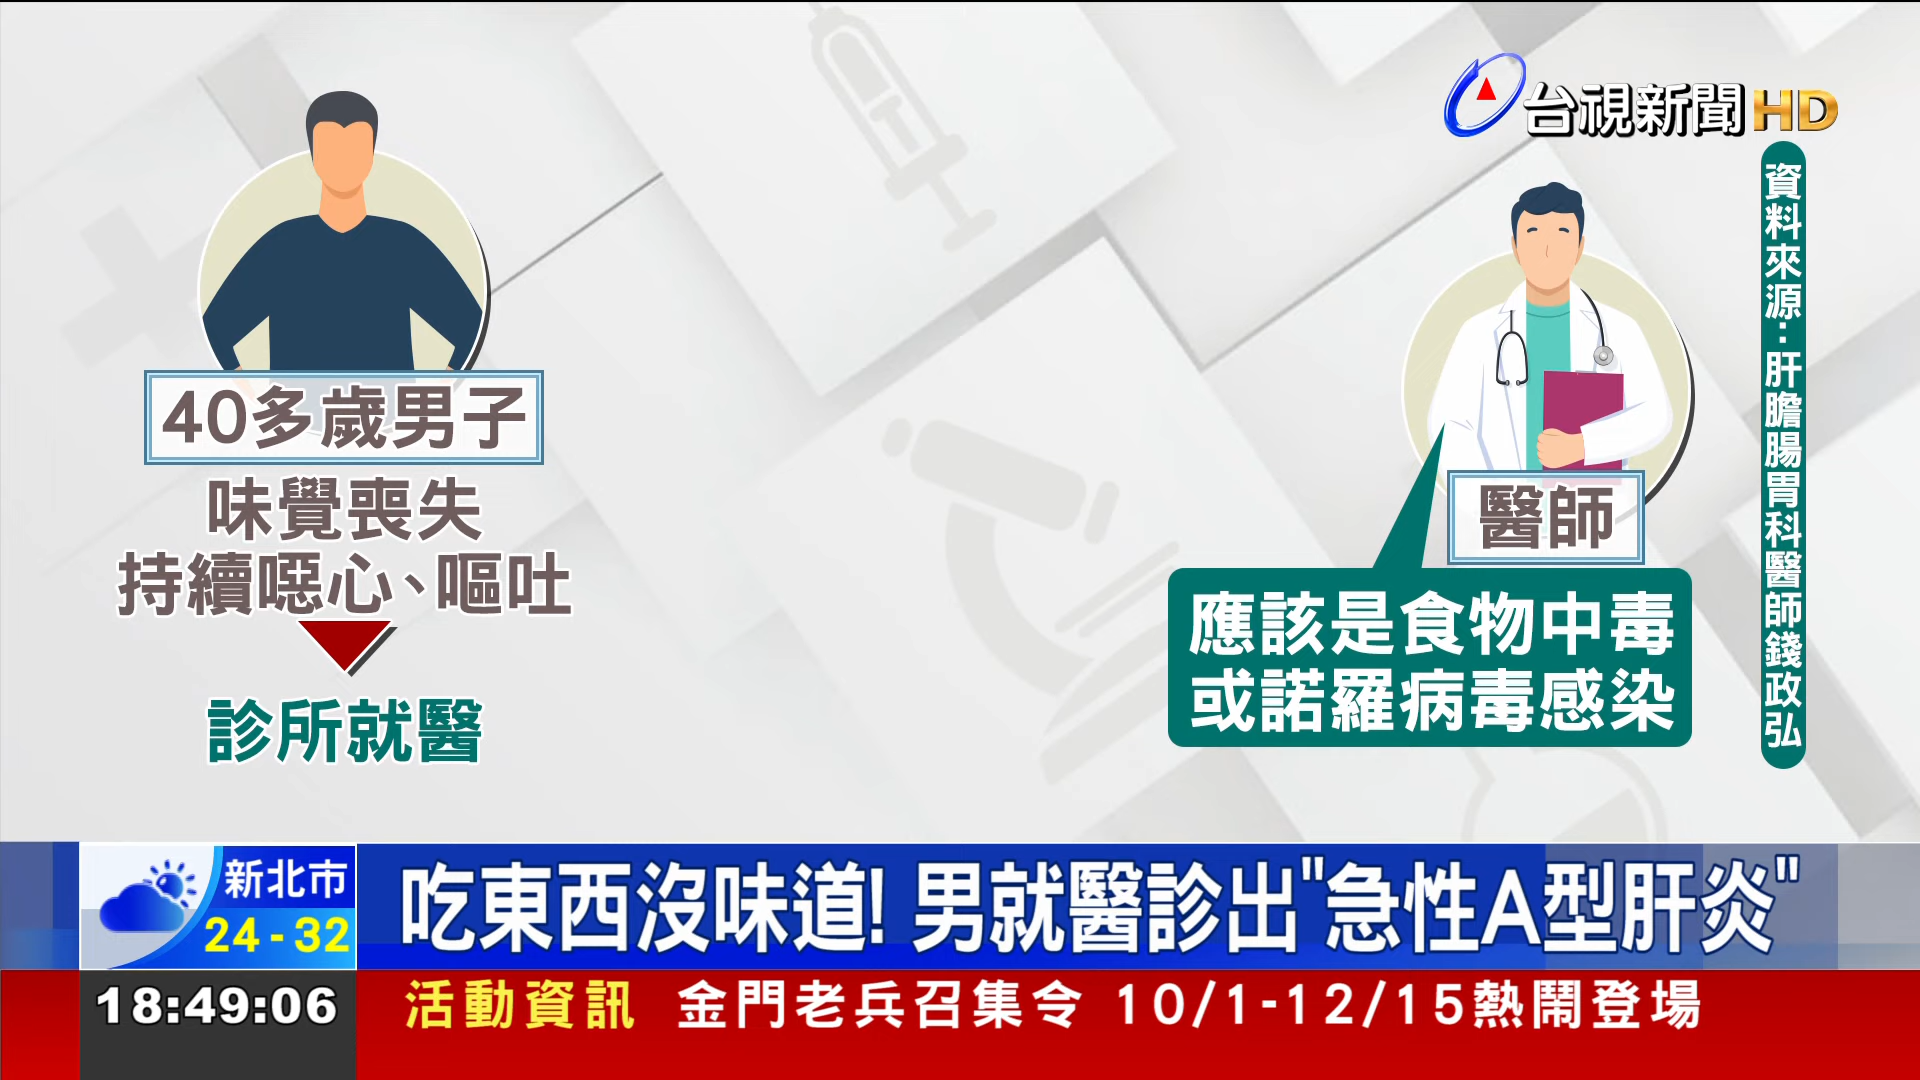 台視新聞HD
資料來源：肝膽腸胃科醫師錢政弘
40多歲男子
味覺喪失
持續噁心、嘔吐
診所就醫
醫師
應該是食物中毒
或諾羅病毒感染
新北市
24-32
吃東西沒味道! 男就醫診出"急性A型肝炎"
18:49:06
活動資訊 金門老兵召集令 10/1-12/15熱鬧登場